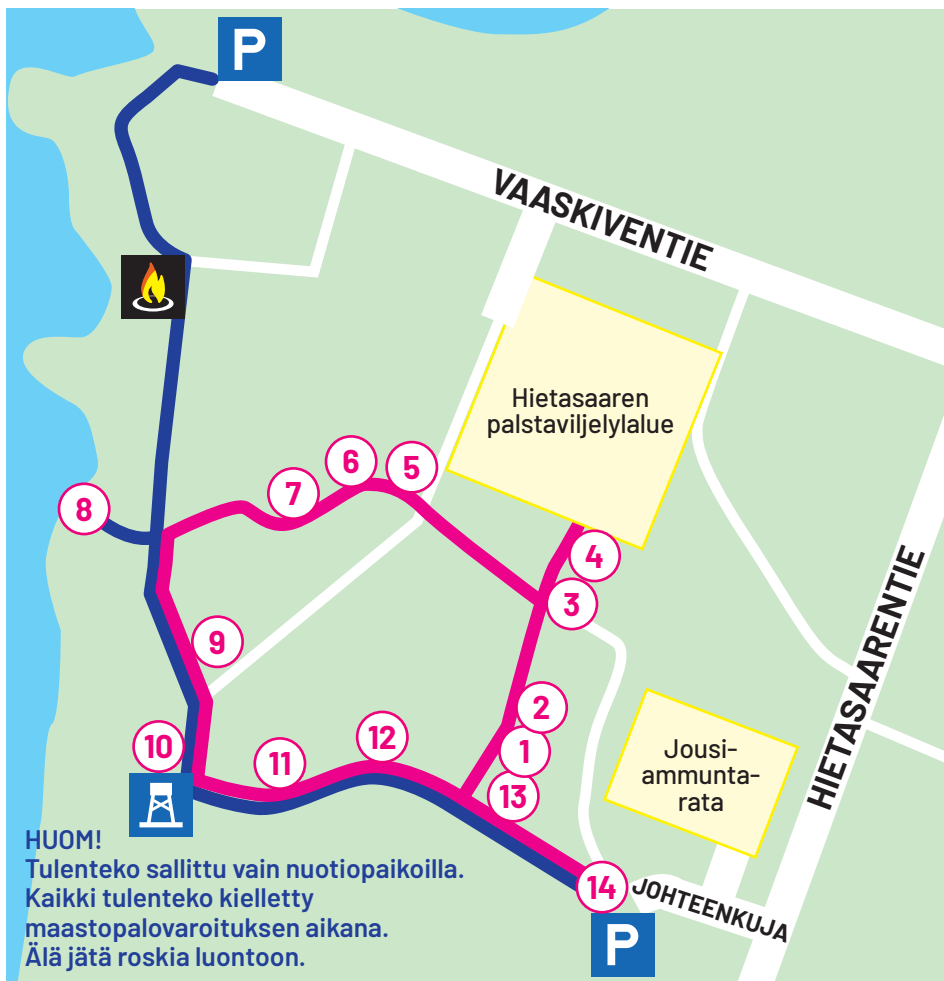 P
VAASKIVENTIE
Hietasaaren
palstaviljelylalue
6
5
7
8
4
3
9
HIETASAARENTIE
2
10
12
1
11
Jousi-
ammunta-
rata
13
HUOM!
Tulenteko sallittu vain nuotiopaikoilla.
Kaikki tulenteko kielletty
maastopalovaroituksen aikana.
Älä jätä roskia luontoon.
14
JOHTEENKUJA
P